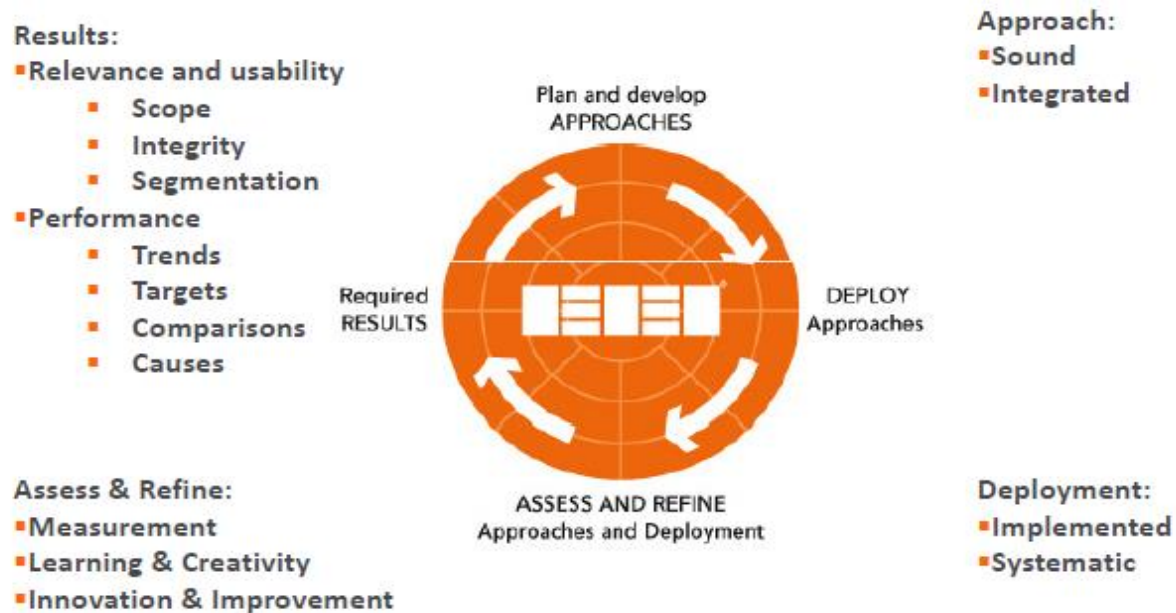 Results:
▪Relevance and usability
▪ Scope
▪ Integrity
▪ Segmentation
▪Performance
▪ Trends
▪ Targets
▪ Comparisons
▪ Causes
Approach:
▪Sound
▪Integrated
Plan and develop
APPROACHES
Required
RESULTS
DEPLOY
Approaches
ASSESS AND REFINE
Approaches and Deployment
Assess & Refine:
▪Measurement
▪Learning & Creativity
▪Innovation & Improvement
Deployment:
▪Implemented
▪Systematic